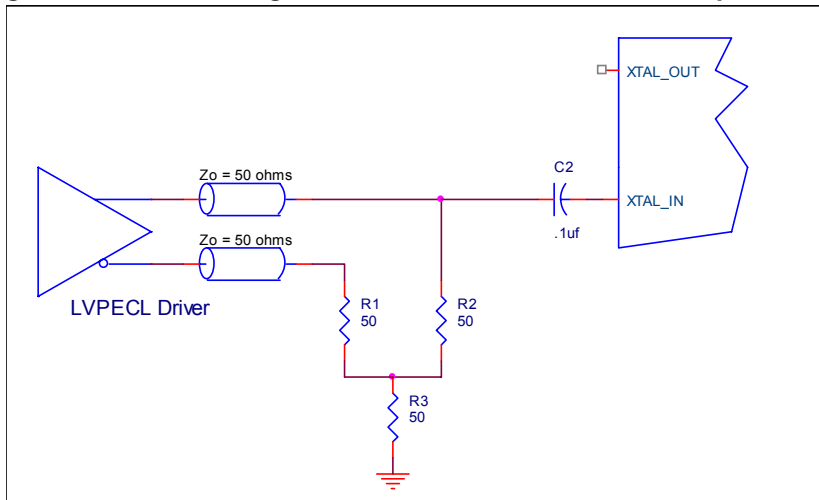 XTAL_OUT
C2
Zo = 50 ohms
XTAL_IN
.1uf
Zo = 50 ohms
LVPECL Driver
R1
50
R2
50
R3
50